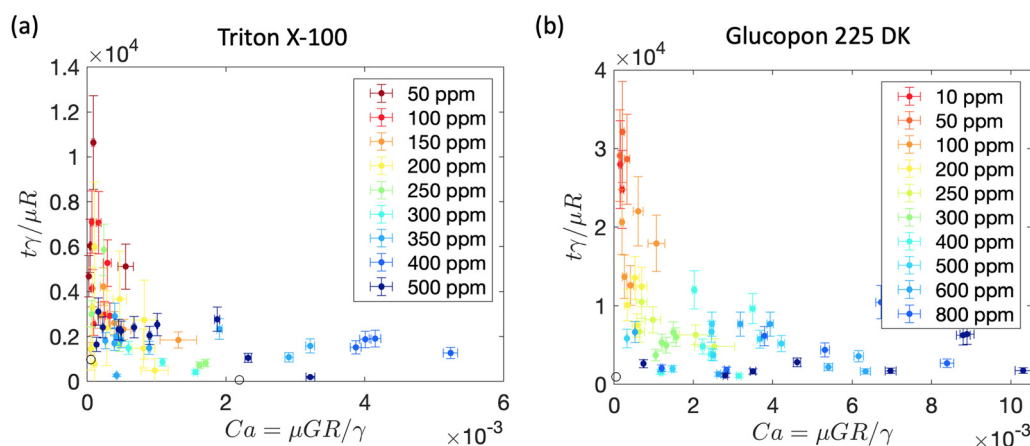 (a)
Triton X-100
×10⁴
1.4
1.2
1
0.8
0.6
0.4
0.2
0
tγ/μR
0
2
4
6
Ca = μGR/γ
×10⁻³
50 ppm
100 ppm
150 ppm
200 ppm
250 ppm
300 ppm
350 ppm
400 ppm
500 ppm
(b)
Glucopon 225 DK
×10⁴
4
3
2
1
0
tγ/μR
0
2
4
6
8
10
Ca = μGR/γ
×10⁻³
10 ppm
50 ppm
100 ppm
200 ppm
250 ppm
300 ppm
400 ppm
500 ppm
600 ppm
800 ppm